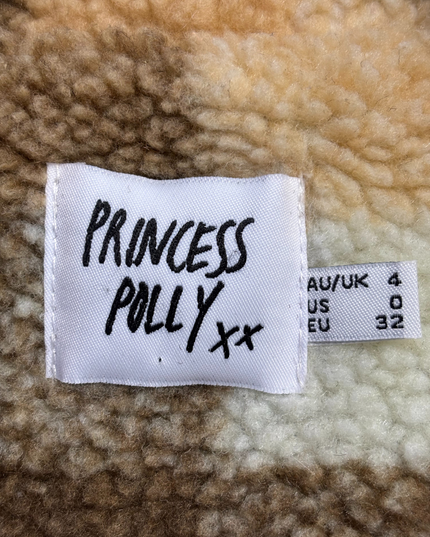 PRINCESS
POLLY xx
AU/UK 4
US 0
EU 32